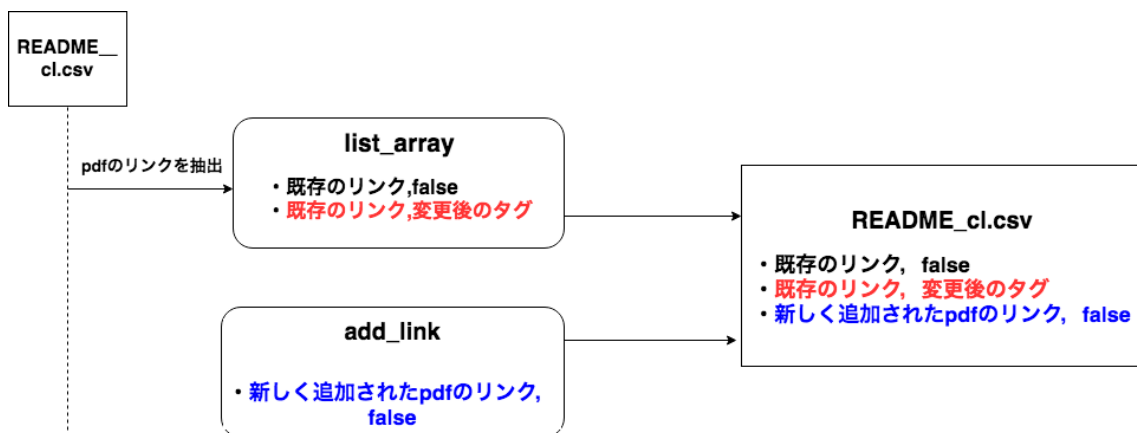 README__
cl.csv
pdfのリンクを抽出
list_array
・既存のリンク,false
・既存のリンク,変更後のタグ
add_link
・新しく追加されたpdfのリンク,
false
README_cl.csv
・既存のリンク, false
・既存のリンク, 変更後のタグ
・新しく追加されたpdfのリンク, false